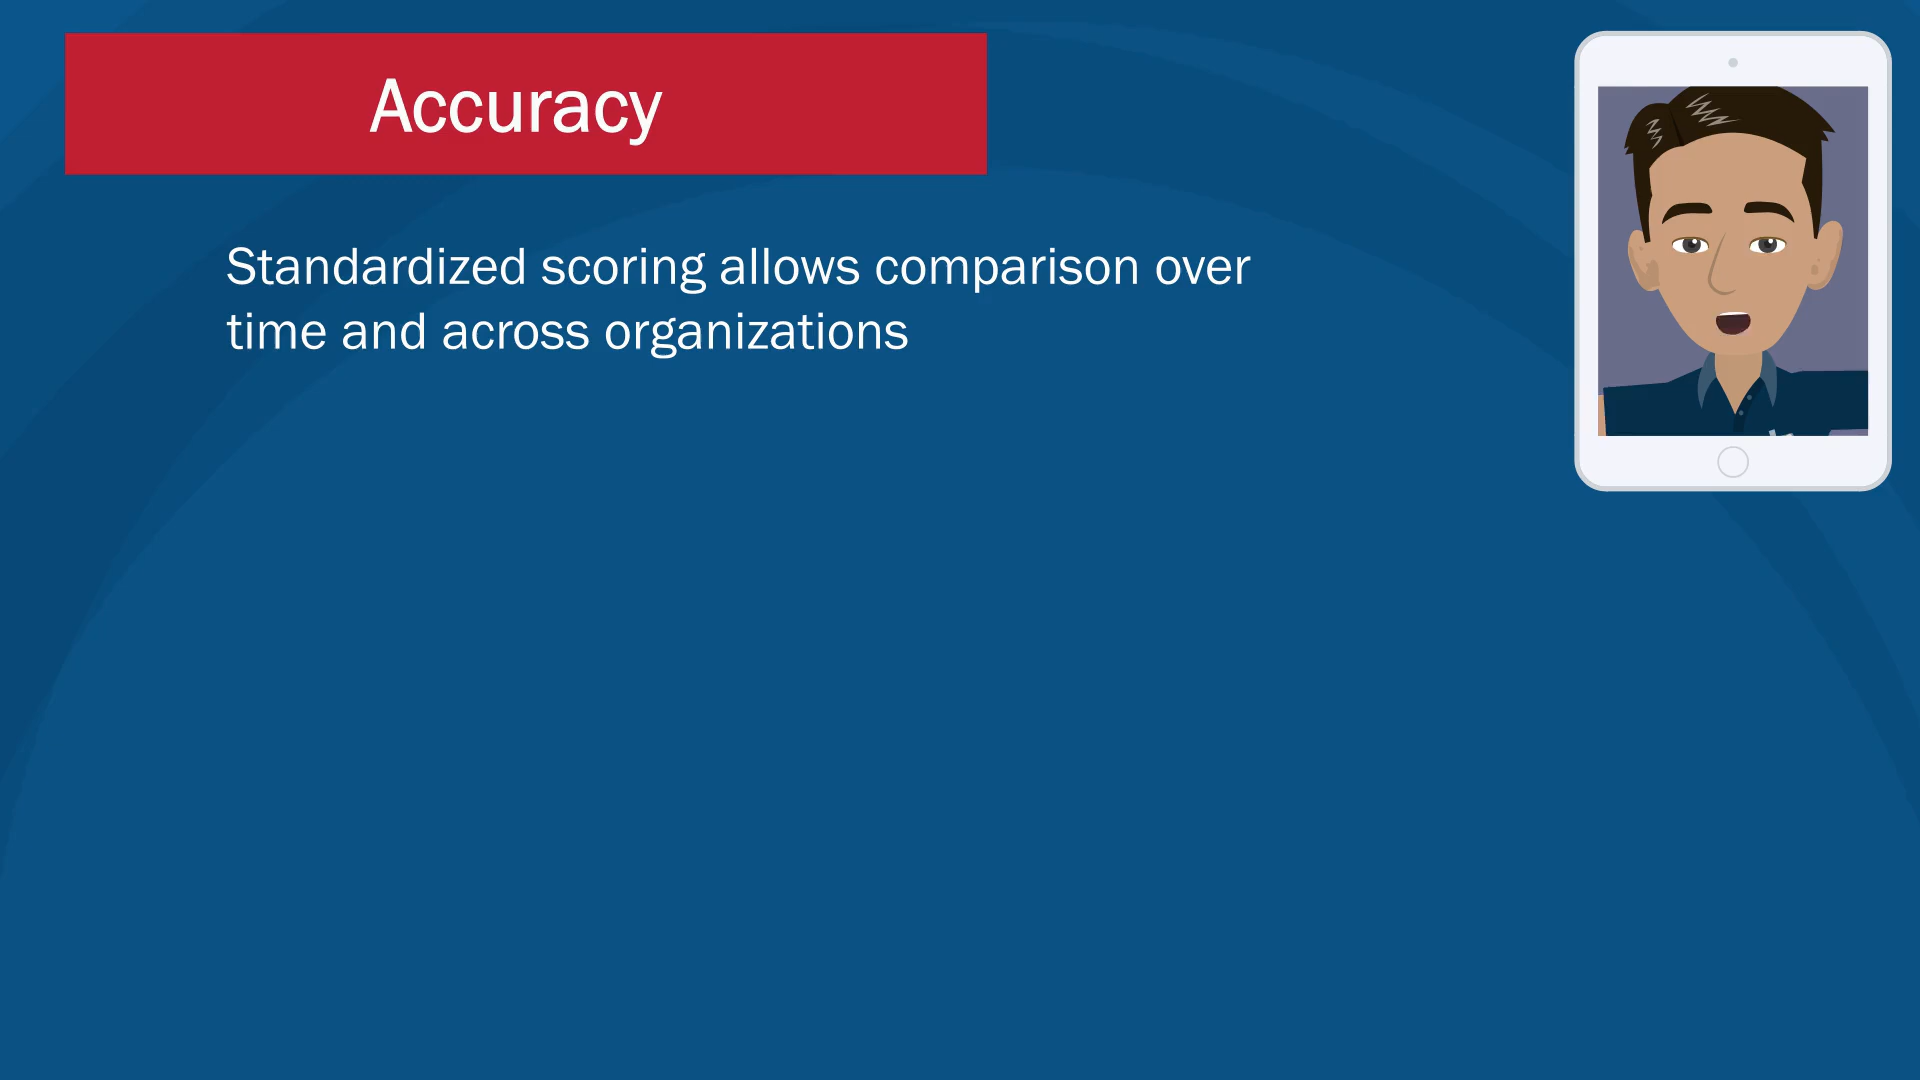 Accuracy
Standardized scoring allows comparison over
time and across organizations